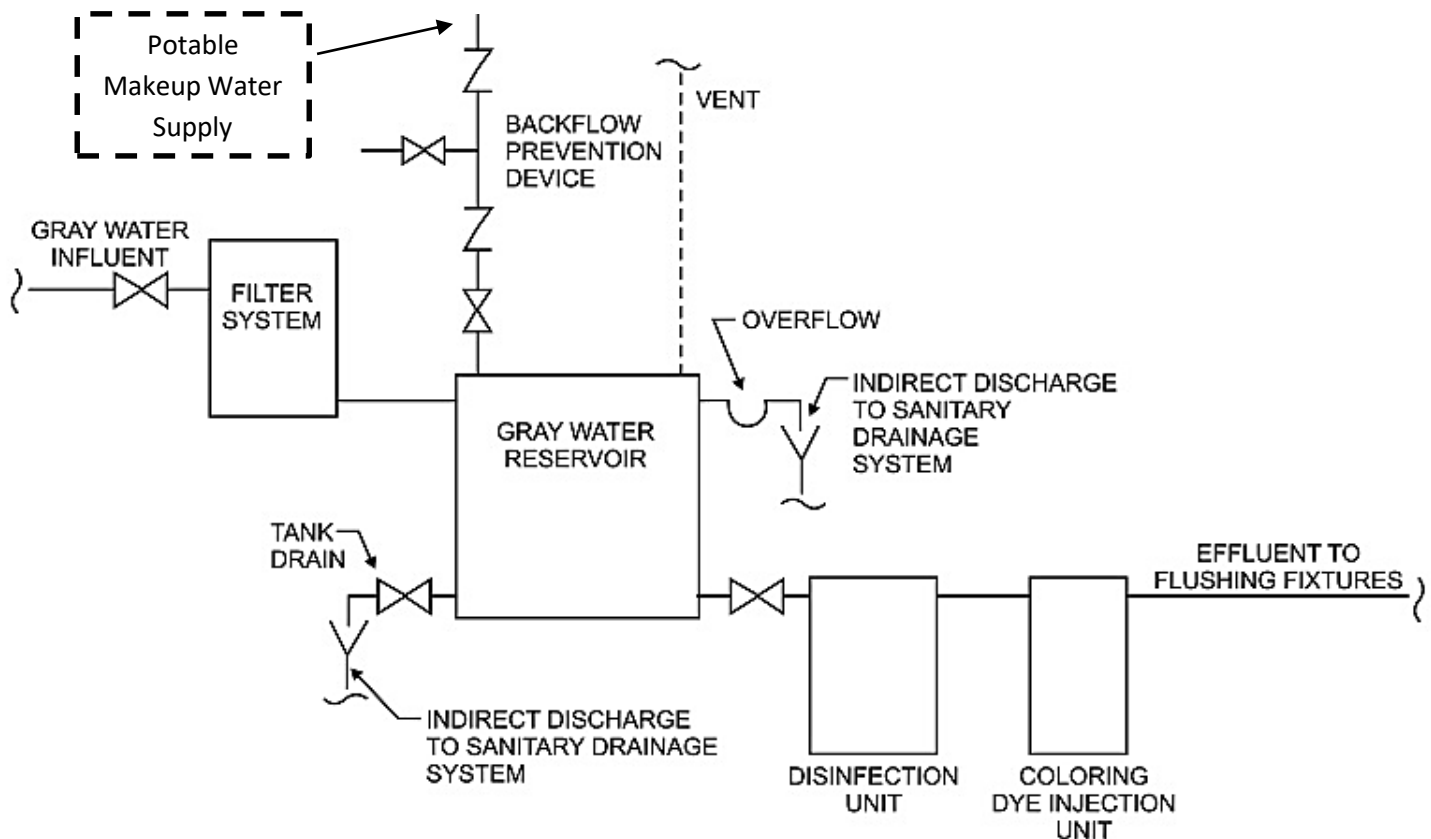 Potable
Makeup Water
Supply
VENT
BACKFLOW
PREVENTION
DEVICE
GRAY WATER
INFLUENT
FILTER
SYSTEM
OVERFLOW
INDIRECT DISCHARGE
TO SANITARY
DRAINAGE
SYSTEM
GRAY WATER
RESERVOIR
TANK
DRAIN
EFFLUENT TO
FLUSHING FIXTURES
INDIRECT DISCHARGE
TO SANITARY DRAINAGE
SYSTEM
DISINFECTION
UNIT
COLORING
DYE INJECTION
UNIT